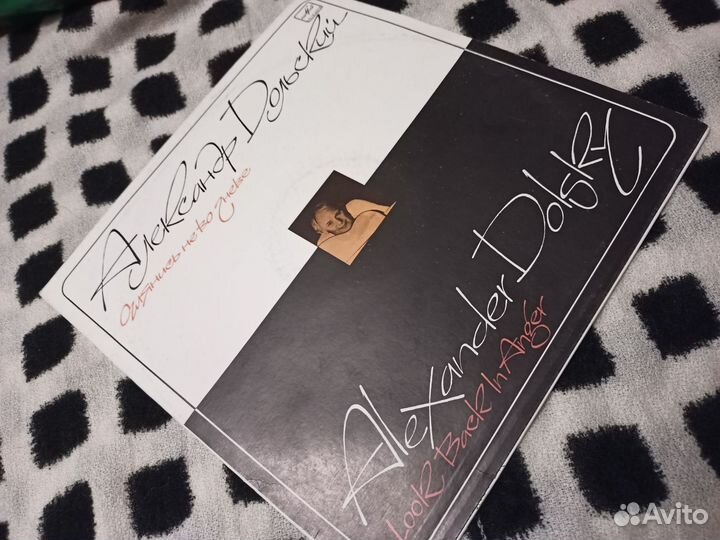 Александр Дольский
Оглянись не во гневе
Alexander Dolsky
Look Back In Anger
Avito